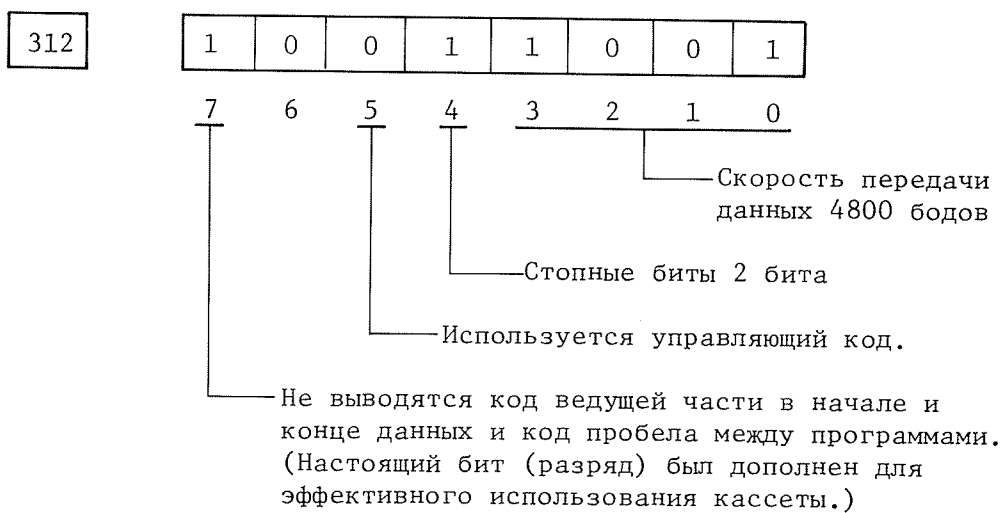 312 1 0 0 1 1 0 0 1
7 6 5 4 3 2 1 0
Скорость передачи
данных 4800 бодов
Стопные биты 2 бита
Используется управляющий код.
Не выводятся код ведущей части в начале и
конце данных и код пробела между программами.
(Настоящий бит (разряд) был дополнен для
эффективного использования кассеты.)